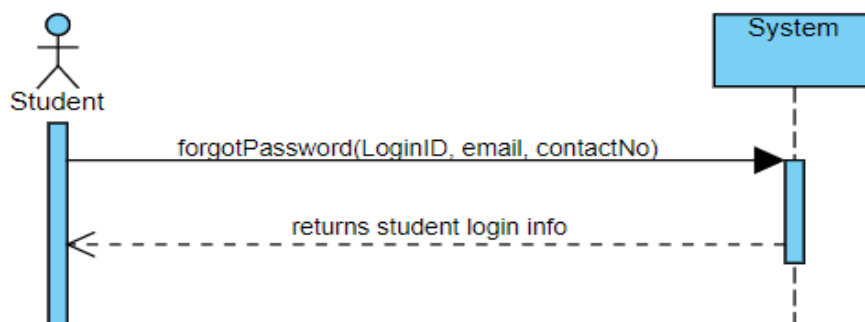 System
Student
forgotPassword(LoginID, email, contactNo)
returns student login info